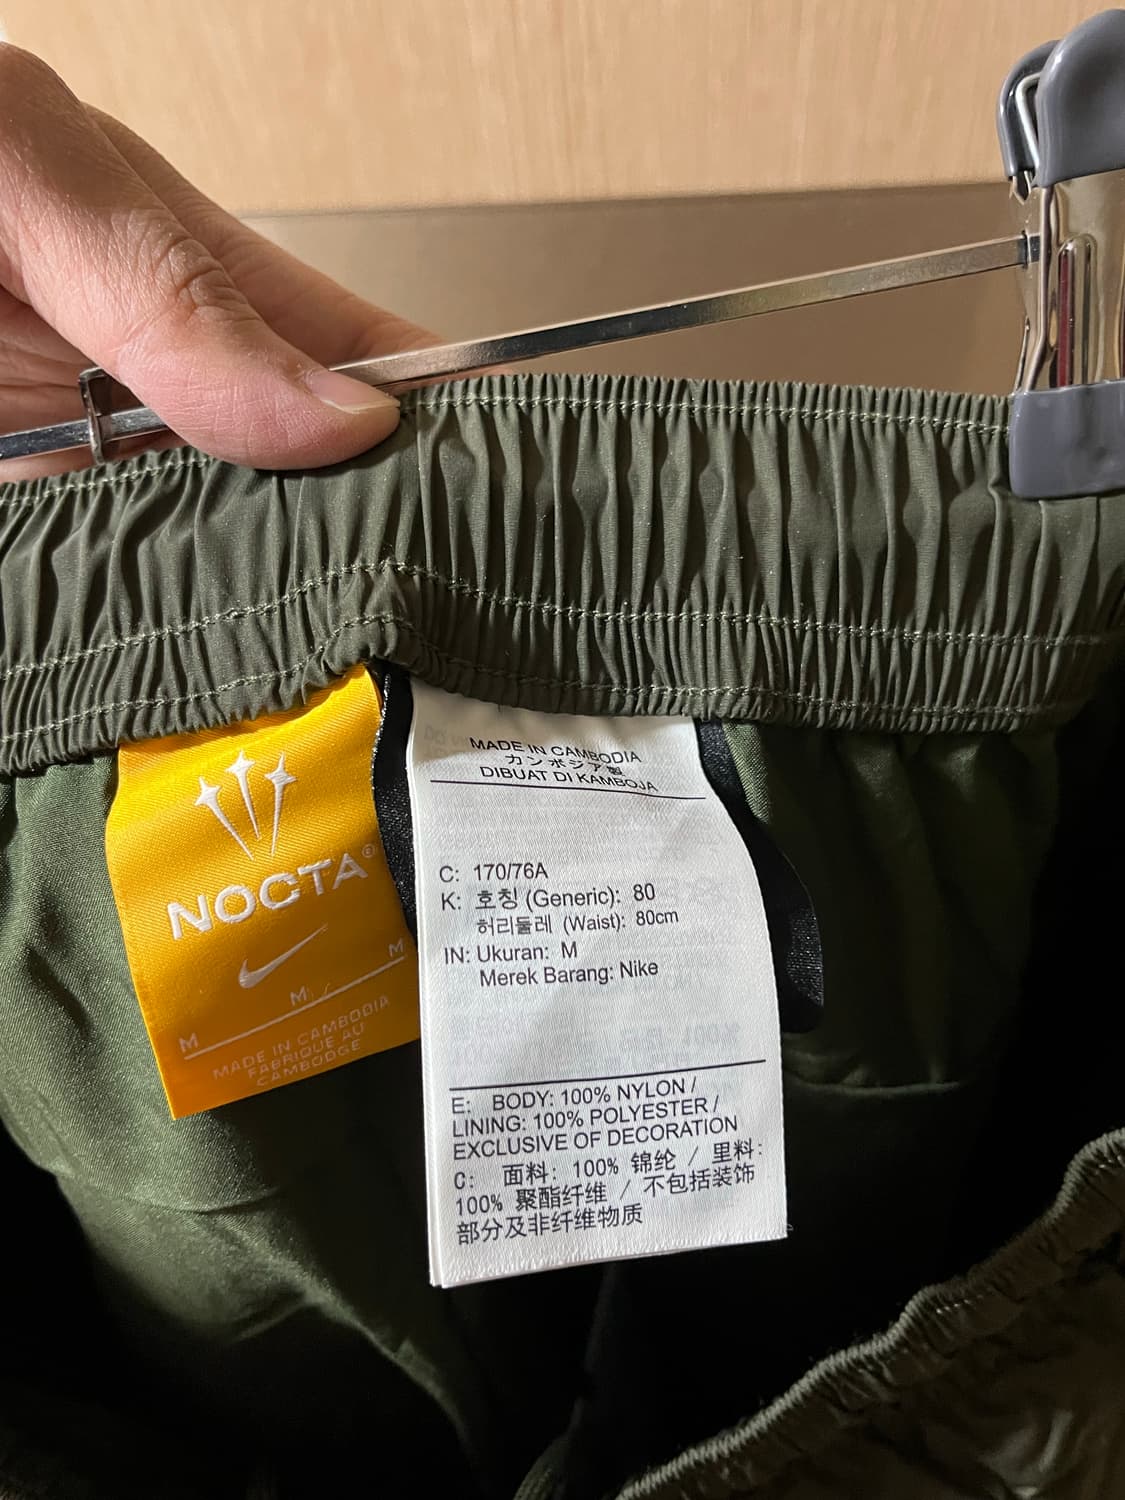 NOCTA®
M M M
MADE IN CAMBODIA
FABRIQUE AU
CAMBODGE
MADE IN CAMBODIA
カンボジア製
DIBUAT DI KAMBOJA
C: 170/76A
K: 호칭 (Generic): 80
허리둘레 (Waist): 80cm
IN: Ukuran: M
Merek Barang: Nike
E: BODY: 100% NYLON /
LINING: 100% POLYESTER /
EXCLUSIVE OF DECORATION
C: 面料: 100% 锦纶 / 里料:
100% 聚酯纤维 / 不包括装饰
部分及非纤维物质